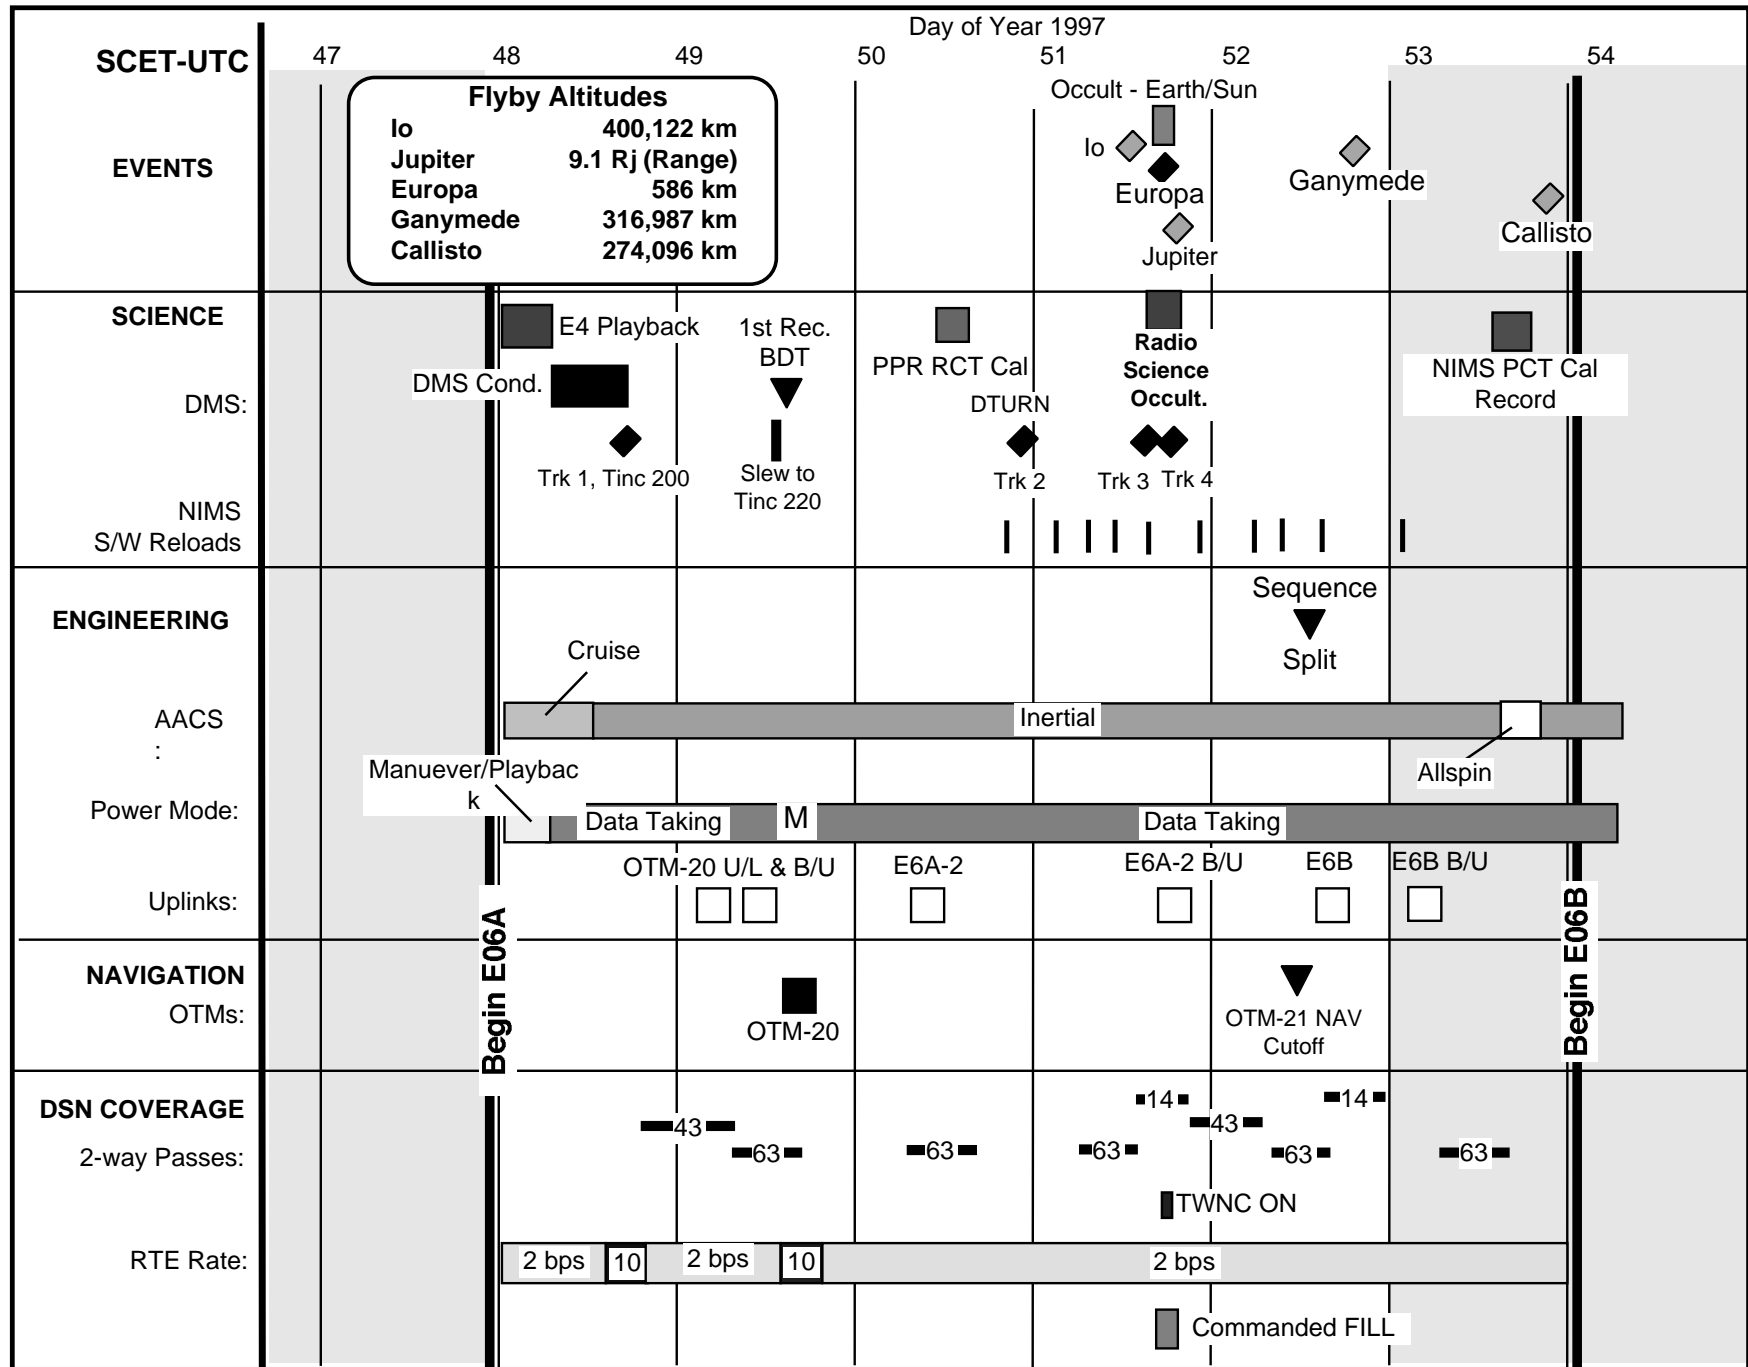 Day of Year 1997
SCET-UTC
47 48 49 50 51 52 53 54
Flyby Altitudes
Io 400,122 km
Jupiter 9.1 Rj (Range)
Europa 586 km
Ganymede 316,987 km
Callisto 274,096 km
EVENTS
Occult - Earth/Sun
Io
Europa
Jupiter
Ganymede
Callisto
SCIENCE
E4 Playback
1st Rec.
BDT
PPR RCT Cal
Radio
Science
Occult.
NIMS PCT Cal
Record
DMS:
DMS Cond.
DTURN
Trk 1, Tinc 200
Slew to
Tinc 220
Trk 2
Trk 3
Trk 4
NIMS
S/W Reloads
ENGINEERING
Sequence
Split
Cruise
AACS
:
Inertial
Allspin
Manuever/Playbac
k
Power Mode:
Data Taking
M
Data Taking
Uplinks:
OTM-20 U/L & B/U
E6A-2
E6A-2 B/U
E6B
E6B B/U
Begin E06A
Begin E06B
NAVIGATION
OTMs:
OTM-20
OTM-21 NAV
Cutoff
DSN COVERAGE
14
14
43
43
2-way Passes:
63
63
63
63
63
TWNC ON
RTE Rate:
2 bps
10
2 bps
10
2 bps
Commanded FILL